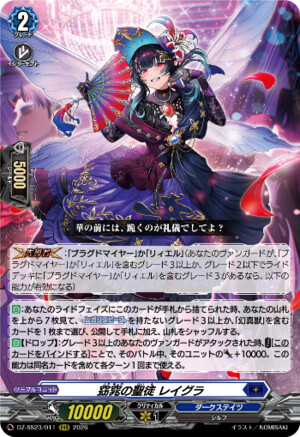 2
グレード
インターセプト
5000
華の前には、跪くのが礼儀でしてよ?
:「ブラグドマイヤー」か「リィエル」(あなたのヴァンガードが、「ブラ
グドマイヤー」か「リィエル」を含むグレード3以上か、グレード2以下でライド
デッキに「ブラグドマイヤー」か「リィエル」を含むグレード3があるなら、以下の
能力が有効になる)
:あなたのライドフェイズにこのカードが手札から捨てられた時、あなたの山札
を上から7枚見て、
を持たないグレード3以上か、「幻真獣」を含む
カードを1枚まで選び、公開して手札に加え、山札をシャッフルする。
【ドロップ】:グレード3以上のあなたのヴァンガードがアタックされた時、
このカードをバインドすることで、そのバトル中、そのユニットの
+10000。この
能力は同名カードも含めて各ターン1回まで使える。
ノーマルユニット
の聖徒 レイグラ
パワー
10000
クリティカル
1
ダークステイツ
シルフ
DZ-SS23/011 RRR 2026
イラスト/NOMISAKI